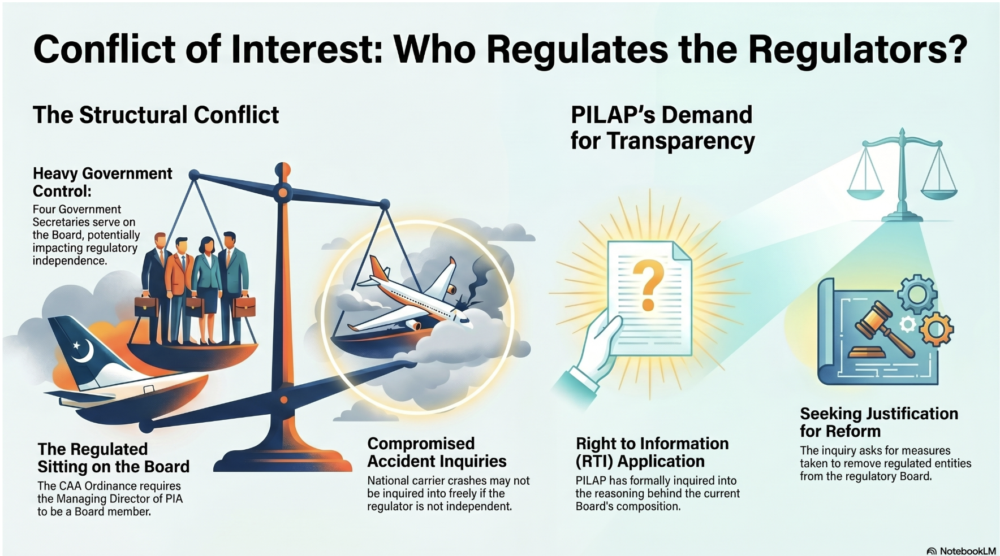 Conflict of Interest: Who Regulates the Regulators?
The Structural Conflict
Heavy Government
Control:
Four Government
Secretaries serve on
the Board, potentially
impacting regulatory
independence.
The Regulated
Sitting on the Board
The CAA Ordinance requires
the Managing Director of PIA
to be a Board member.
Compromised
Accident Inquiries
National carrier crashes may not
be inquired into freely if the
regulator is not independent.
PILAP’s Demand
for Transparency
?
Right to Information
(RTI) Application
PILAP has formally inquired into
the reasoning behind the current
Board's composition.
Seeking Justification
for Reform
The inquiry asks for measures
taken to remove regulated entities
from the regulatory Board.
NotebookLM